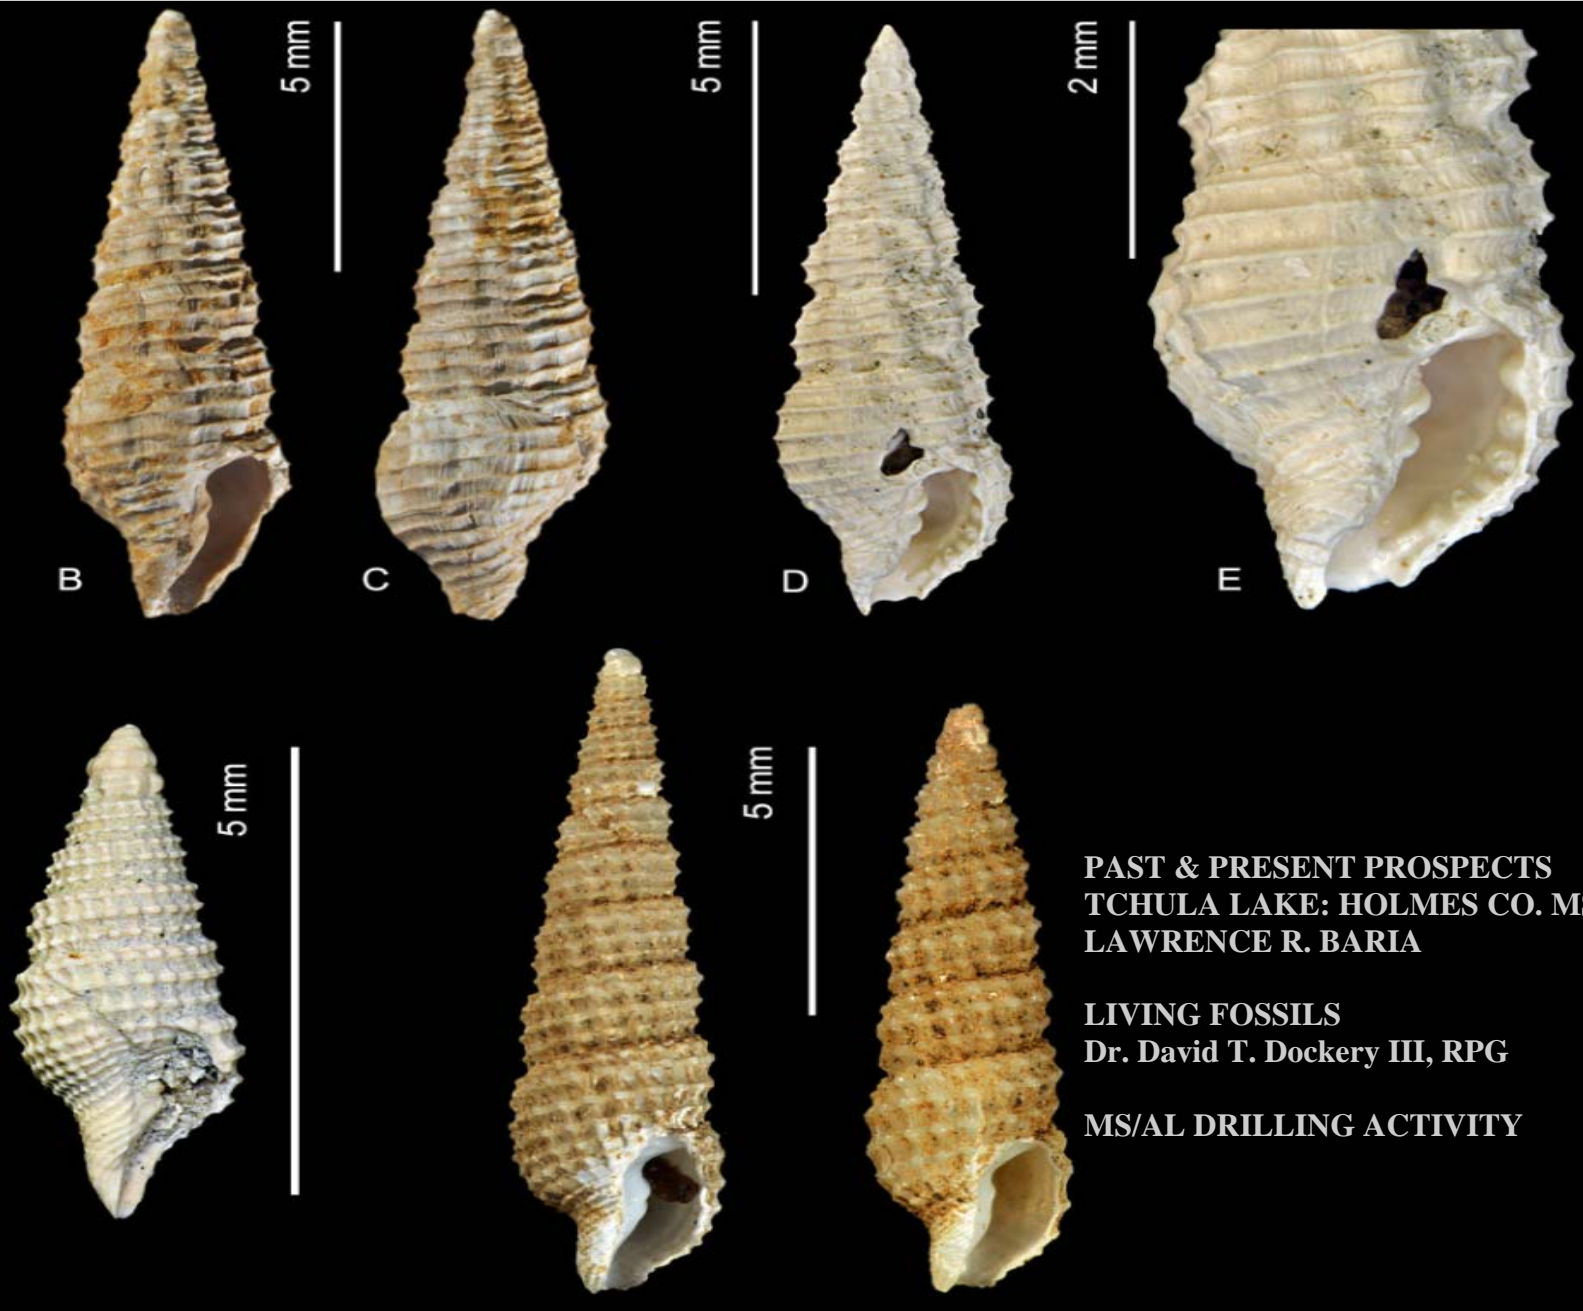 5 mm
5 mm
2 mm
B
C
D
E
5 mm
5 mm
PAST & PRESENT PROSPECTS
TCHULA LAKE: HOLMES CO. MS
LAWRENCE R. BARIA
LIVING FOSSILS
Dr. David T. Dockery III, RPG
MS/AL DRILLING ACTIVITY